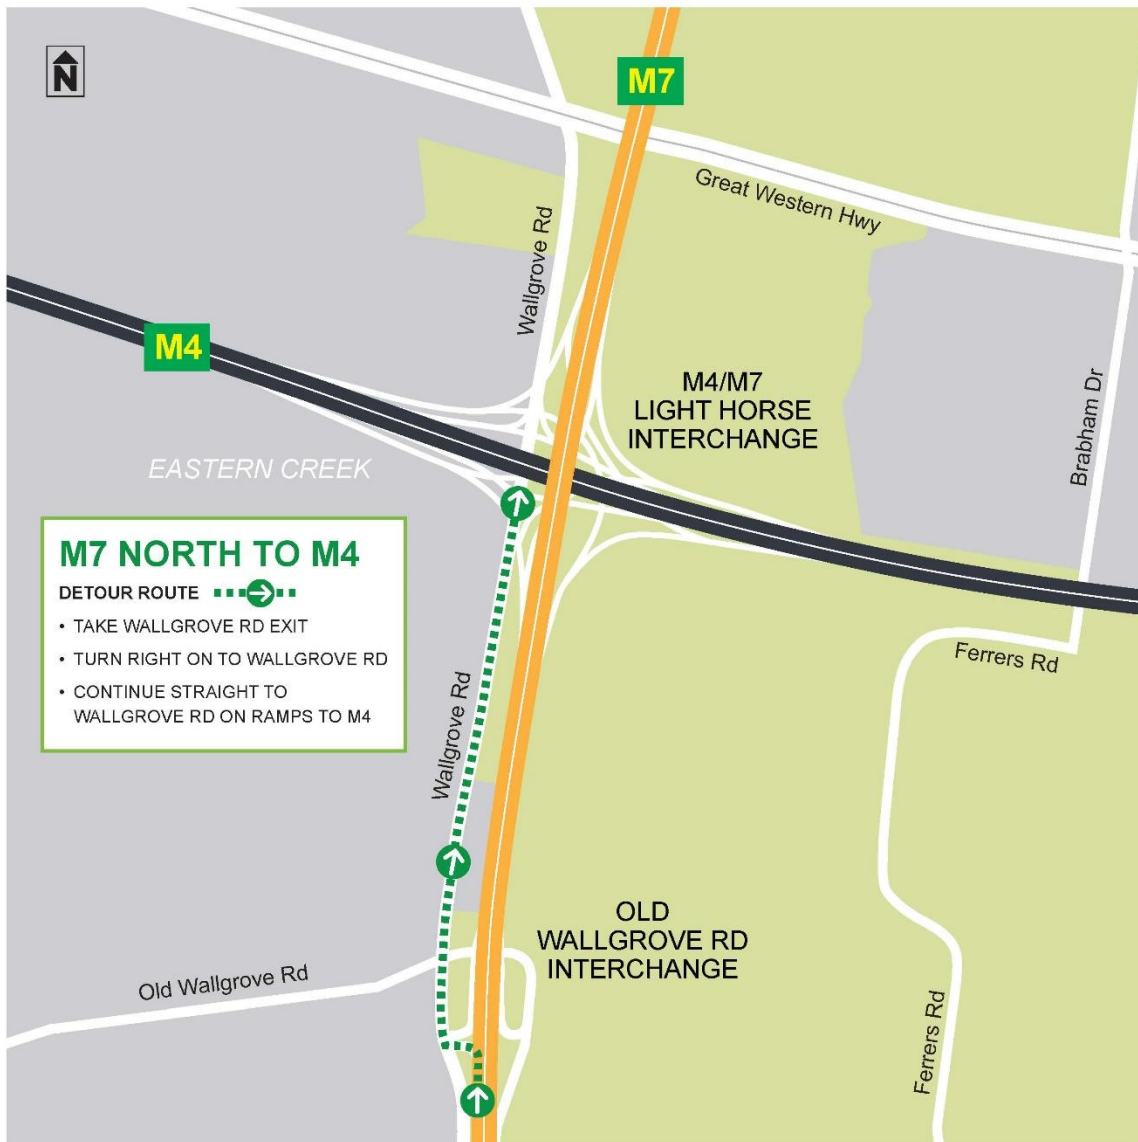 N
M7
Great Western Hwy
Wallgrove Rd
M4
M4/M7
LIGHT HORSE
INTERCHANGE
Brabham Dr
EASTERN CREEK
M7 NORTH TO M4
DETOUR ROUTE
• TAKE WALLGROVE RD EXIT
• TURN RIGHT ON TO WALLGROVE RD
• CONTINUE STRAIGHT TO
WALLGROVE RD ON RAMPS TO M4
Ferrers Rd
Wallgrove Rd
OLD
WALLGROVE RD
INTERCHANGE
Old Wallgrove Rd
Ferrers Rd